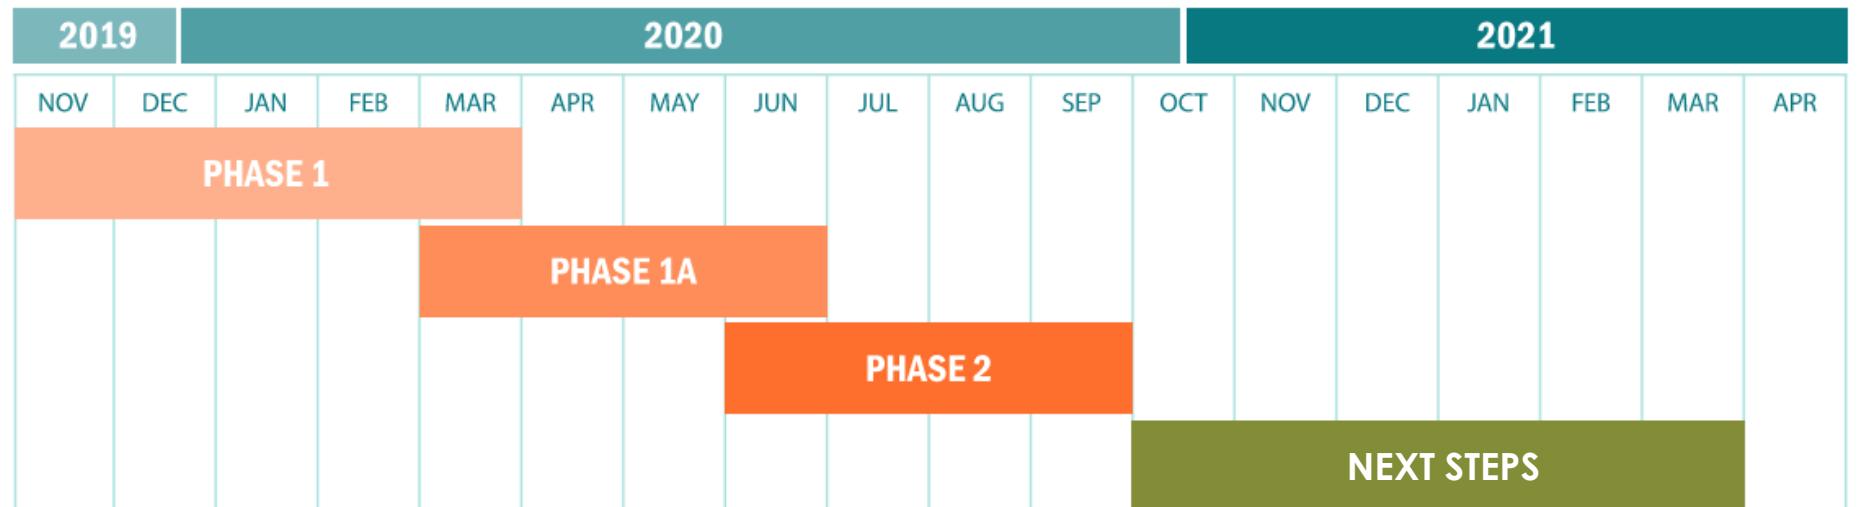 2019 2020 2021
NOV DEC JAN FEB MAR APR MAY JUN JUL AUG SEP OCT NOV DEC JAN FEB MAR APR
PHASE 1
PHASE 1A
PHASE 2
NEXT STEPS